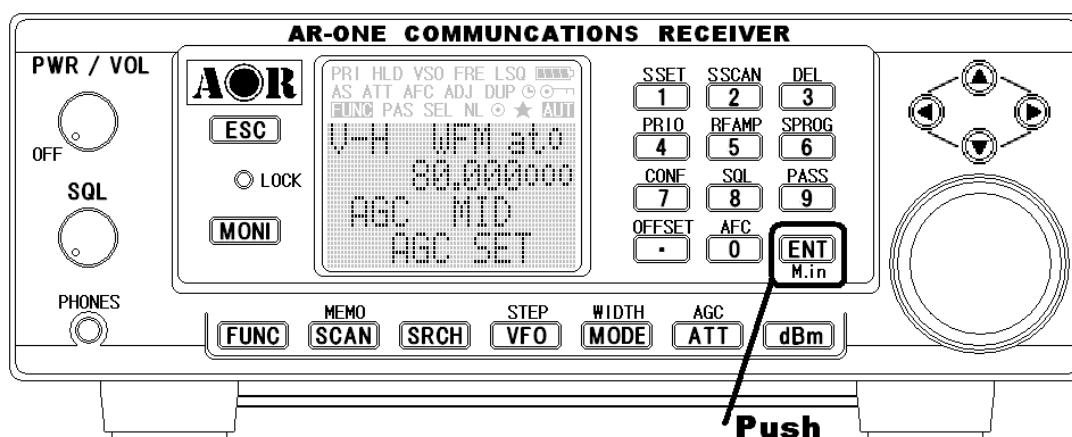 AR-ONE COMMUNCATIONS RECEIVER
PWR / VOL
OFF
SQL
PHONES
AOR
ESC
LOCK
MONI
PRI HLD VSO FRE LSQ
AS ATT AFC ADJ DUP
FUNC PAS SEL NL AUT
V-H WFM ato
80.000000
AGC MID
AGC SET
SSET SSCAN DEL
1 2 3
PRIO RFAMP SPROG
4 5 6
CONF SQL PASS
7 8 9
OFFSET AFC
. 0 ENT
M.in
MEMO STEP WIDTH AGC
FUNC SCAN SRCH VFO MODE ATT dBm
Push